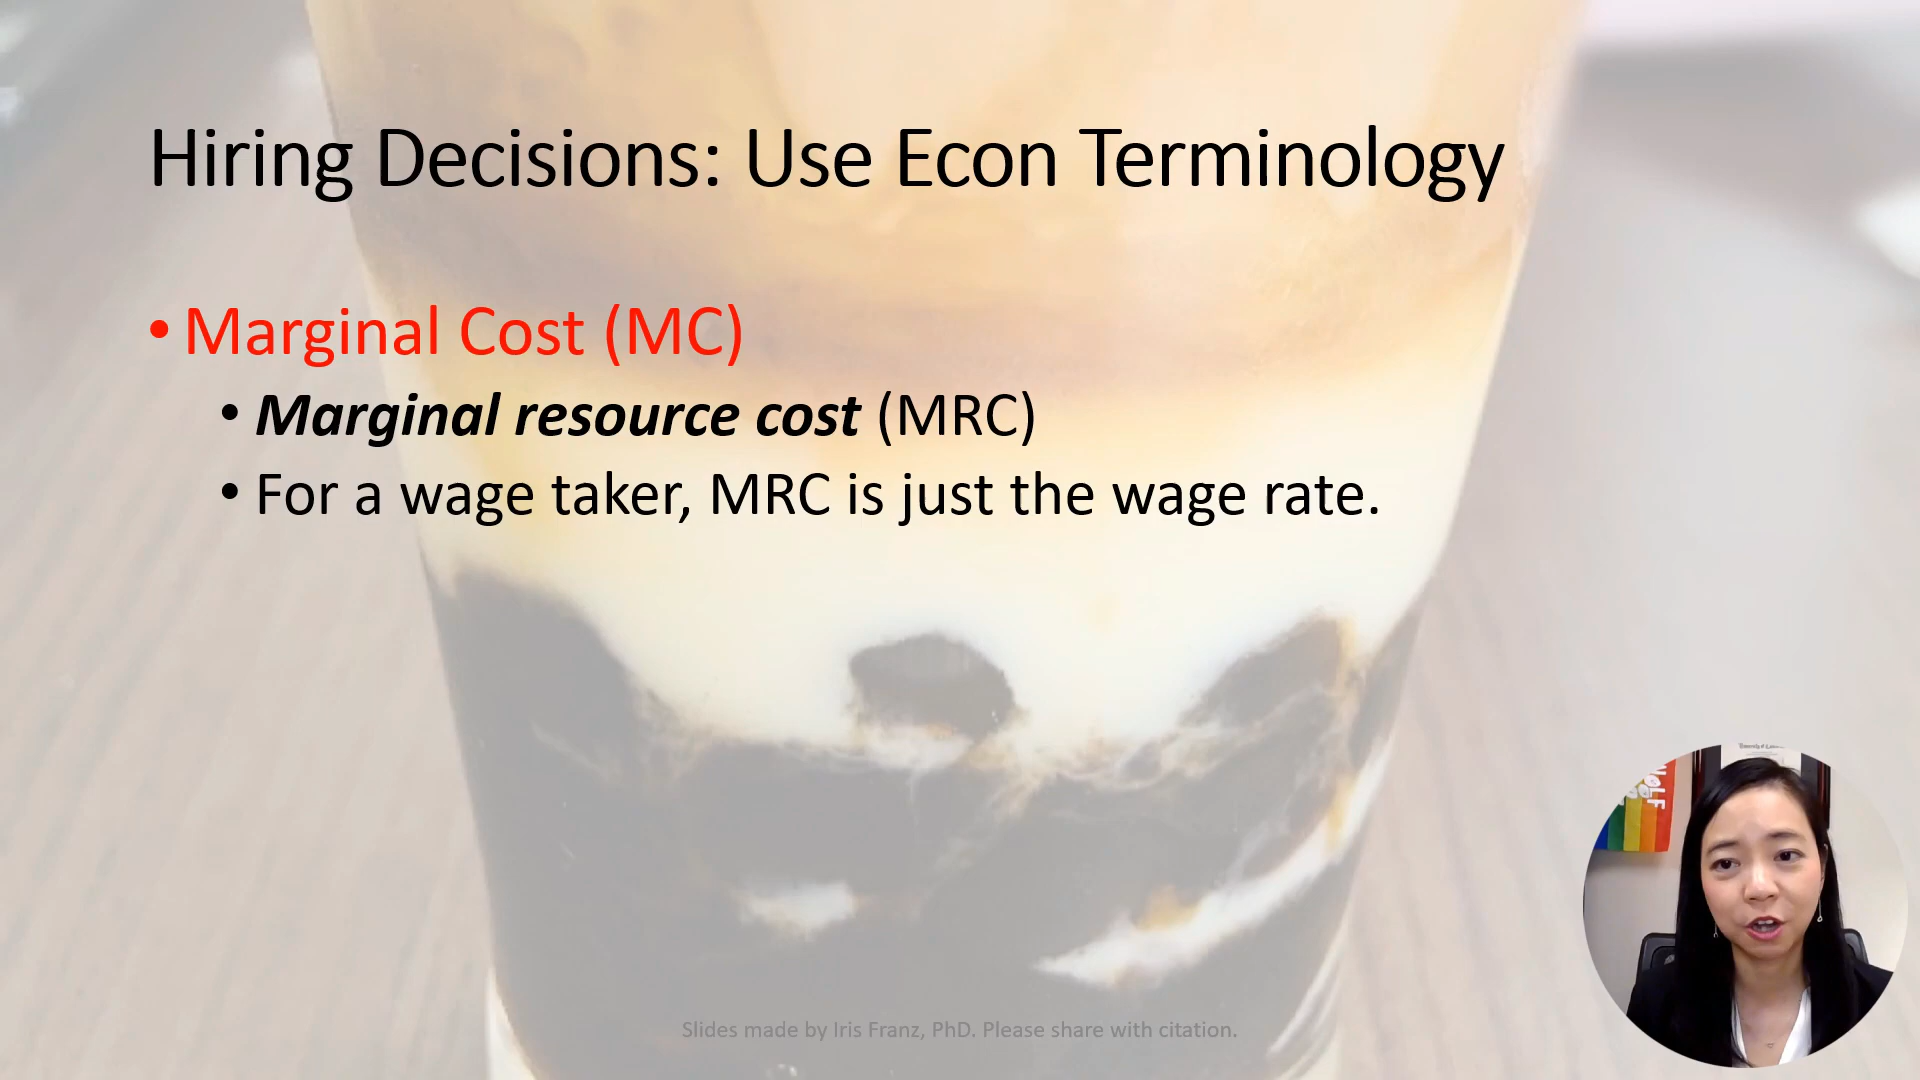 Hiring Decisions: Use Econ Terminology
• Marginal Cost (MC)
• Marginal resource cost (MRC)
• For a wage taker, MRC is just the wage rate.
Slides made by Iris Franz, PhD. Please share with citation.